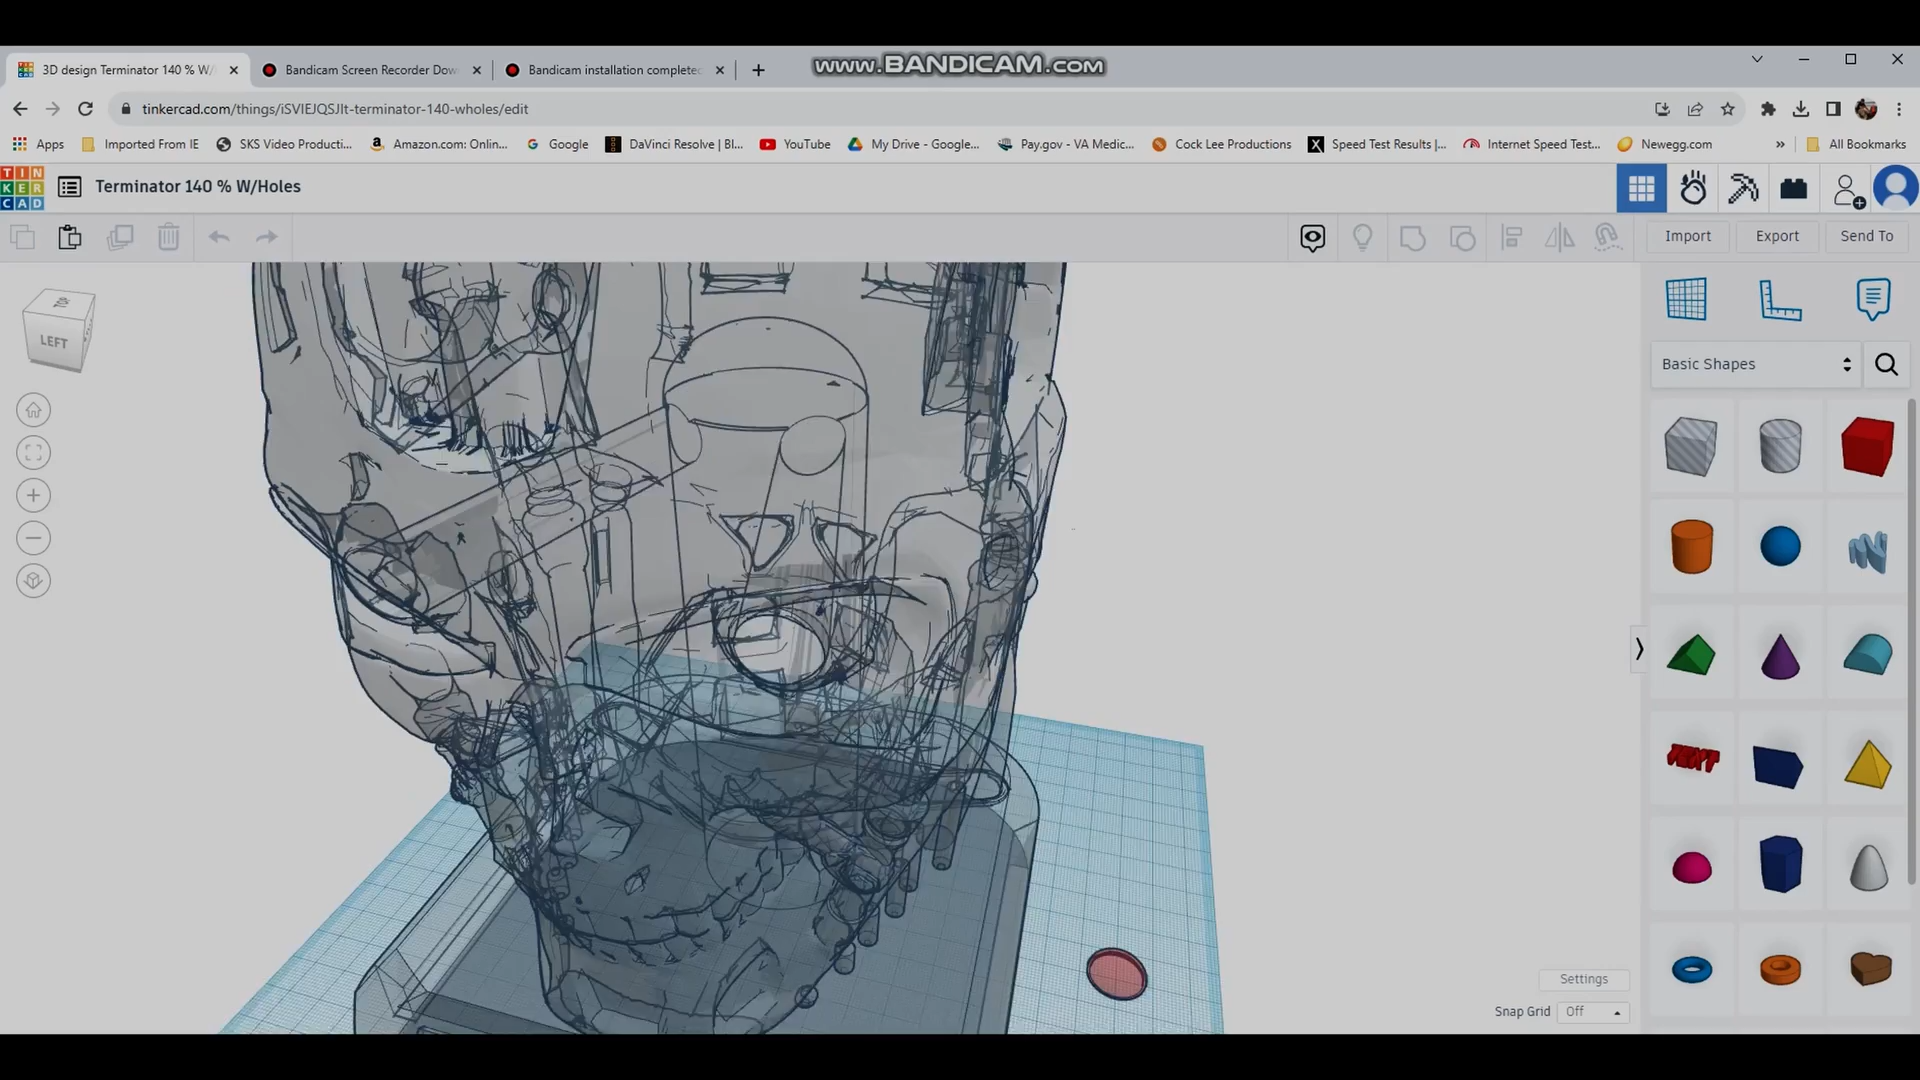 www.BANDICAM.com
3D design Terminator 140 % W/
Bandicam Screen Recorder Dow
Bandicam installation completed
tinkercad.com/things/iSVIEJQSJlt-terminator-140-wholes/edit
Apps
Imported From IE
SKS Video Producti...
Amazon.com: Onlin...
Google
DaVinci Resolve | Bl...
YouTube
My Drive - Google...
Pay.gov - VA Medic...
Cock Lee Productions
Speed Test Results |...
Internet Speed Test...
Newegg.com
»
All Bookmarks
TIN
KER
CAD
Terminator 140 % W/Holes
Import
Export
Send To
LEFT
Basic Shapes
TEXT
Settings
Snap Grid
Off